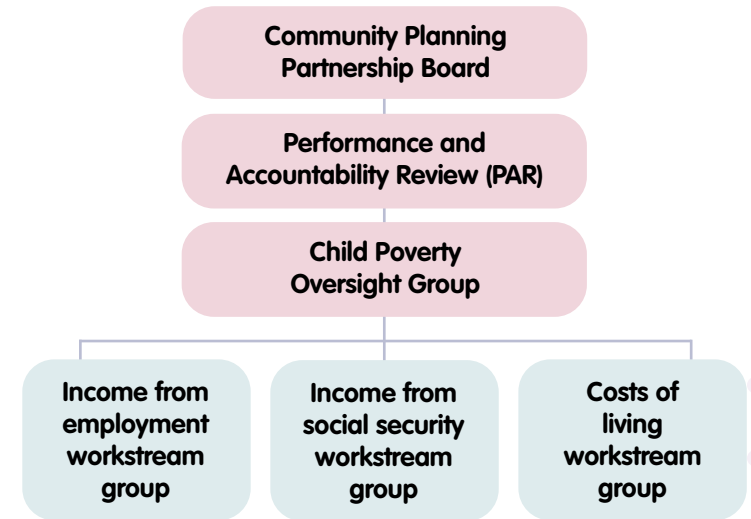 Community Planning
Partnership Board
Performance and
Accountability Review (PAR)
Child Poverty
Oversight Group
Income from
employment
workstream
group
Income from
social security
workstream
group
Costs of
living
workstream
group